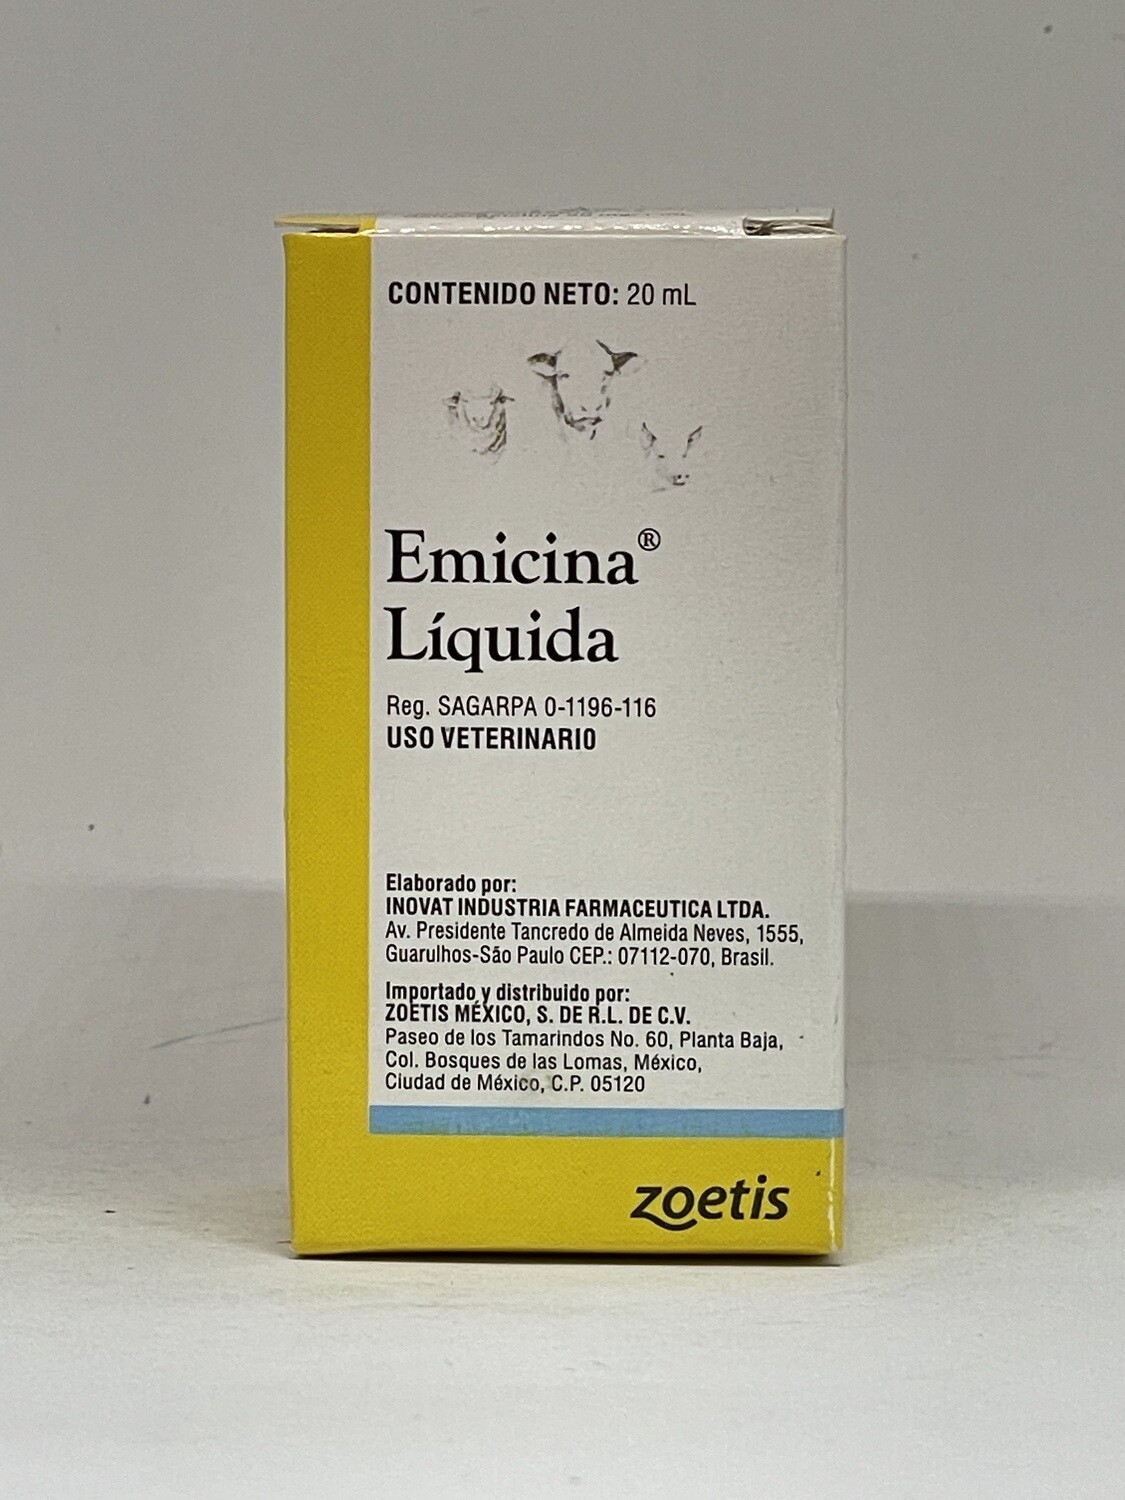 CONTENIDO NETO: 20 mL
Emicina®
Líquida
Reg. SAGARPA 0-1196-116
USO VETERINARIO
Elaborado por:
INOVAT INDUSTRIA FARMACEUTICA LTDA.
Av. Presidente Tancredo de Almeida Neves, 1555,
Guarulhos-São Paulo CEP.: 07112-070, Brasil.
Importado y distribuido por:
ZOETIS MÉXICO, S. DE R.L. DE C.V.
Paseo de los Tamarindos No. 60, Planta Baja,
Col. Bosques de las Lomas, México,
Ciudad de México, C.P. 05120
zoetis